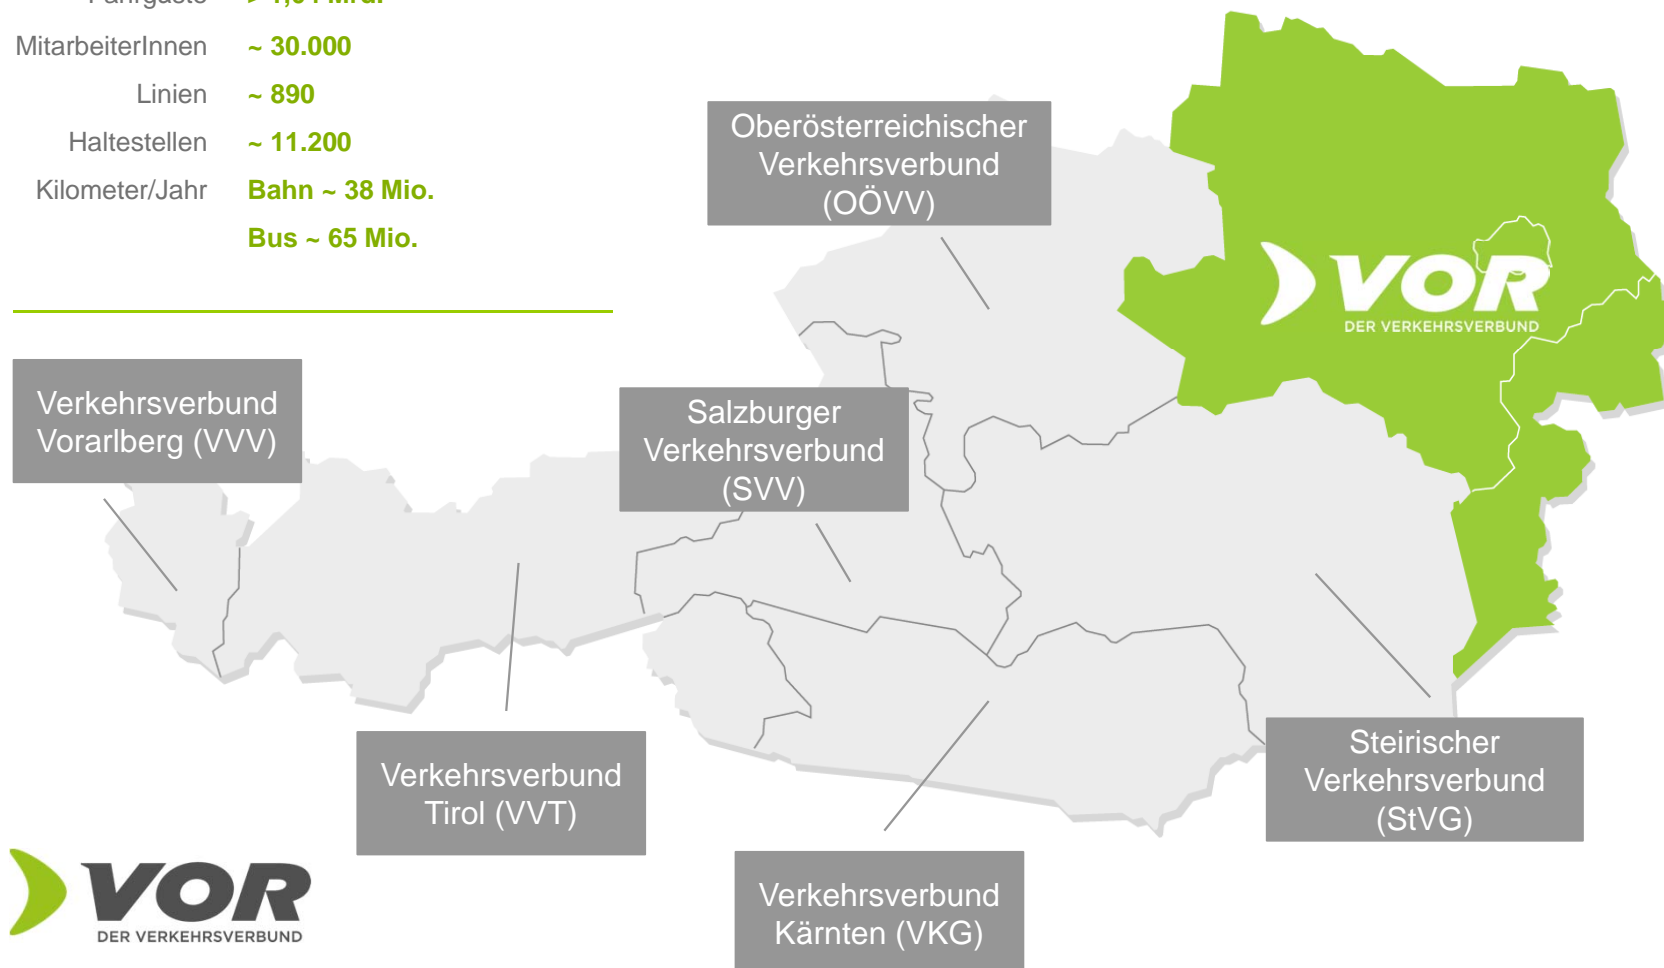 MitarbeiterInnen ~ 30.000
Linien ~ 890
Haltestellen ~ 11.200
Kilometer/Jahr Bahn ~ 38 Mio.
Bus ~ 65 Mio.
Oberösterreichischer
Verkehrsverbund
(OÖVV)
VOR
DER VERKEHRSVERBUND
Verkehrsverbund
Vorarlberg (VVV)
Salzburger
Verkehrsverbund
(SVV)
Steirischer
Verkehrsverbund
(StVG)
Verkehrsverbund
Tirol (VVT)
Verkehrsverbund
Kärnten (VKG)
VOR
DER VERKEHRSVERBUND